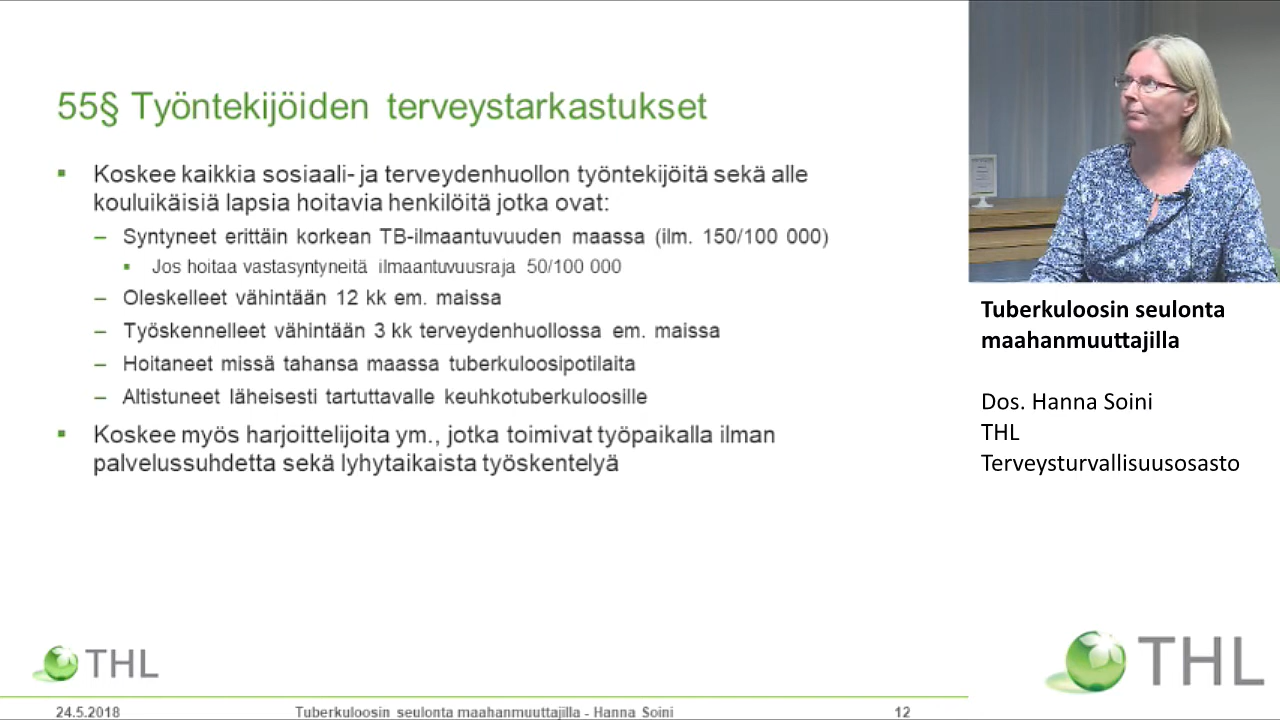 55§ Työntekijöiden terveystarkastukset
Koskee kaikkia sosiaali- ja terveydenhuollon työntekijöitä sekä alle
kouluikäisiä lapsia hoitavia henkilöitä jotka ovat:
– Syntyneet erittäin korkean TB-ilmaantuvuuden maassa (ilm. 150/100 000)
Jos hoitaa vastasyntyneitä ilmaantuvuusraja 50/100 000
– Oleskelleet vähintään 12 kk em. maissa
– Työskennelleet vähintään 3 kk terveydenhuollossa em. maissa
– Hoitaneet missä tahansa maassa tuberkuloosipotilaita
– Altistuneet läheisesti tartuttavalle keuhkotuberkuloosille
Koskee myös harjoittelijoita ym., jotka toimivat työpaikalla ilman
palvelussuhdetta sekä lyhytaikaista työskentelyä
THL
24.5.2018 Tuberkuloosin seulonta maahanmuuttajilla - Hanna Soini 12
Tuberkuloosin seulonta
maahanmuuttajilla
Dos. Hanna Soini
THL
Terveysturvallisuusosasto
THL